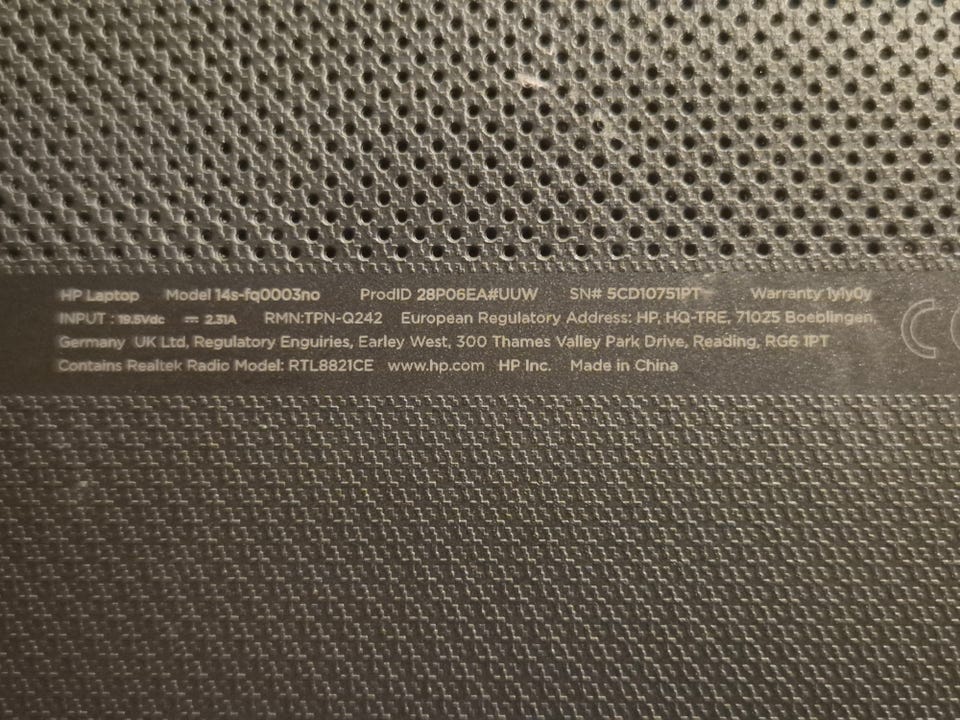 HP Laptop Model 14s-fq0003no ProdID 28P06EA#UUW SN# 5CD10751PT Warranty 1y1y0y
INPUT : 19.5Vdc ⎓ 2.31A RMN:TPN-Q242 European Regulatory Address: HP, HQ-TRE, 71025 Boeblingen,
Germany UK Ltd, Regulatory Enguiries, Earley West, 300 Thames Valley Park Drive, Reading, RG6 1PT
Contains Realtek Radio Model: RTL8821CE www.hp.com HP Inc. Made in China